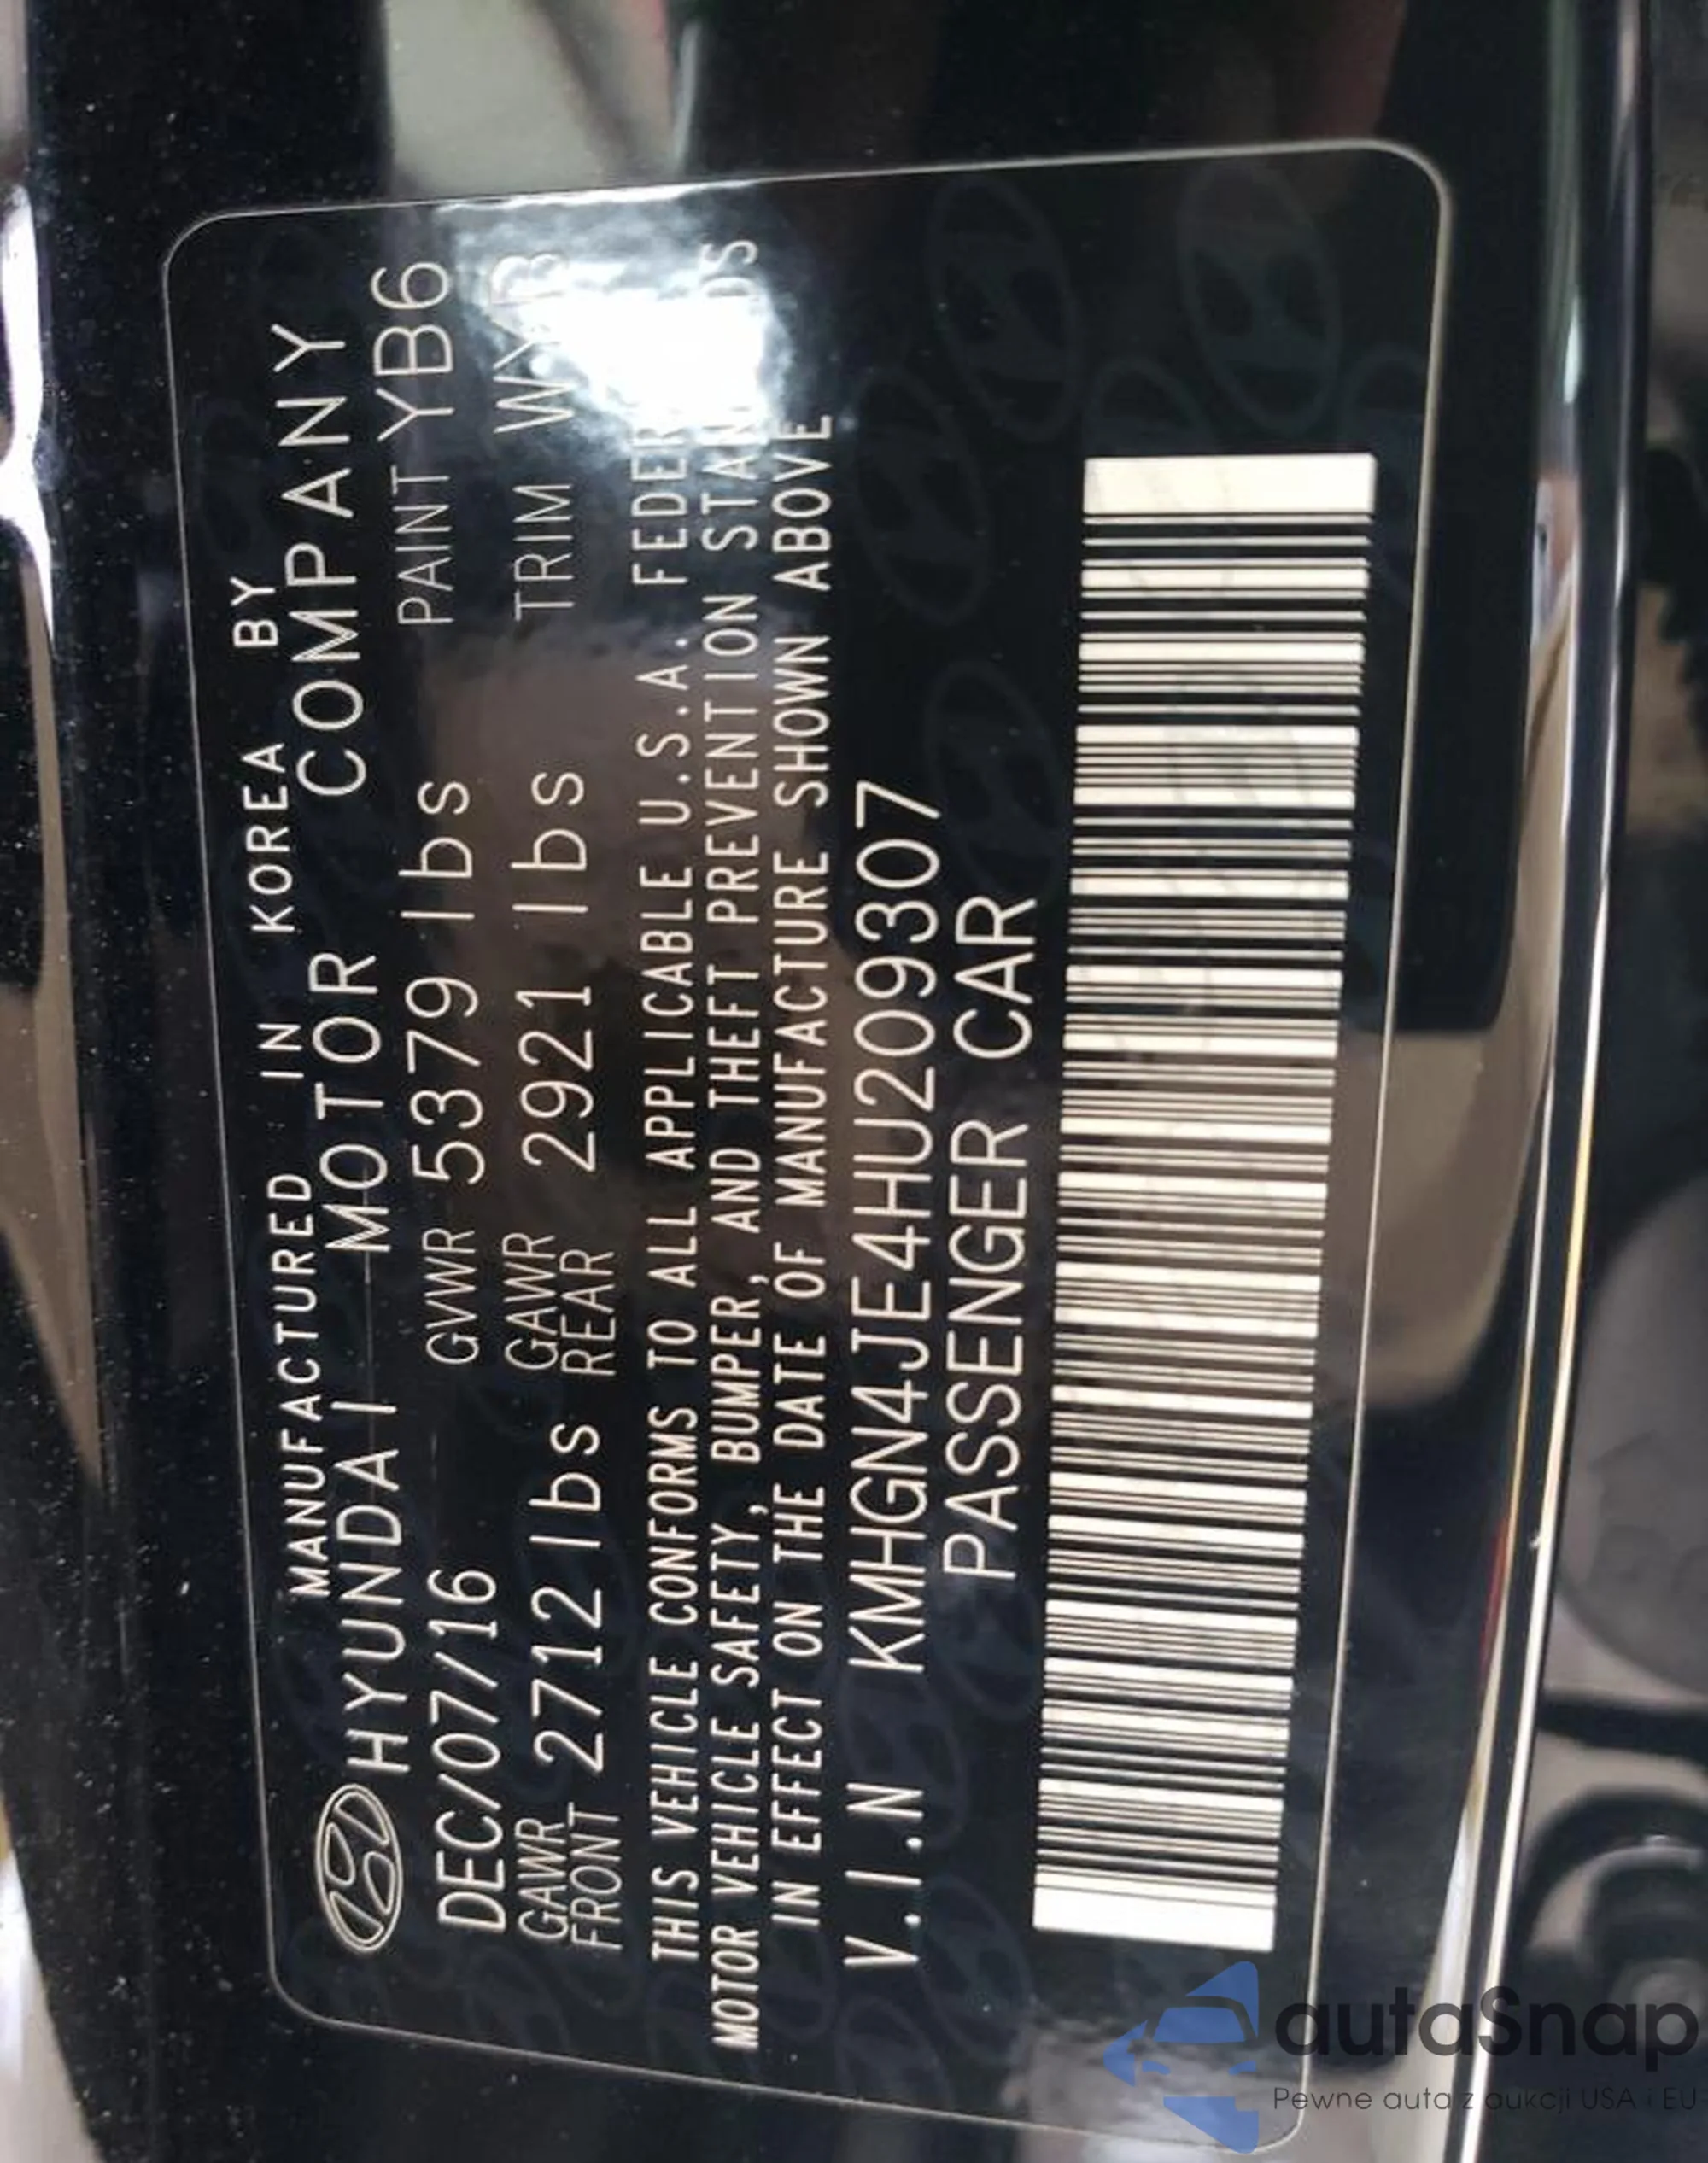 MANUFACTURED IN KOREA BY
HYUNDAI MOTOR COMPANY
DEC/07/16 GVWR 5379 lbs PAINT YB6
GAWR FRONT 2712 lbs GAWR REAR 2921 lbs TRIM
THIS VEHICLE CONFORMS TO ALL APPLICABLE U.S.A.
MOTOR VEHICLE SAFETY, BUMPER, AND THEFT PREVENTION
IN EFFECT ON THE DATE OF MANUFACTURE SHOWN ABOVE
V.I.N KMHGN4JE4HU209307
PASSENGER CAR
autaSnap
Pewne auta z aukcji USA i EU